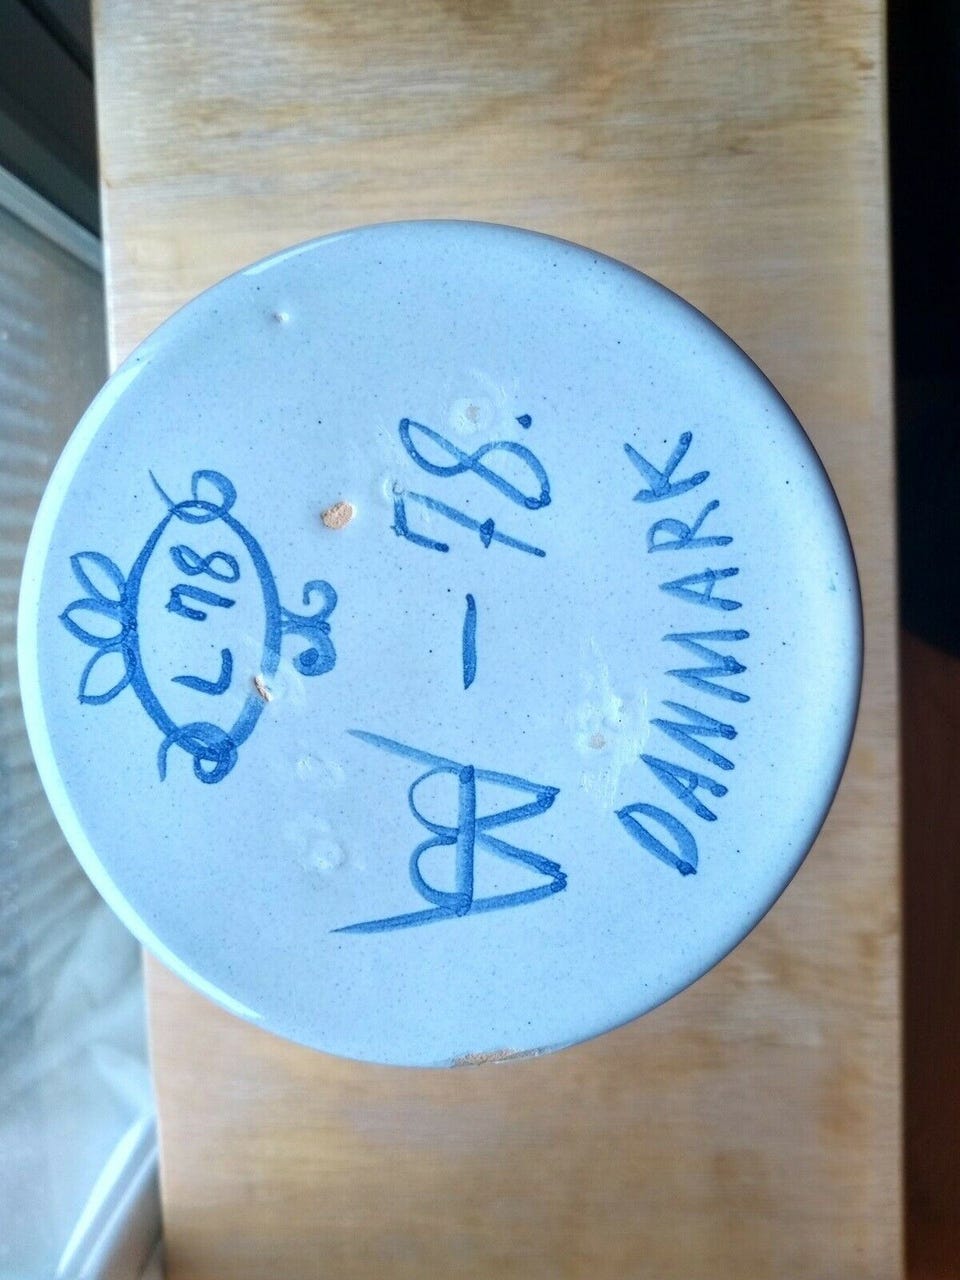 L 78
– 78.
DANMARK